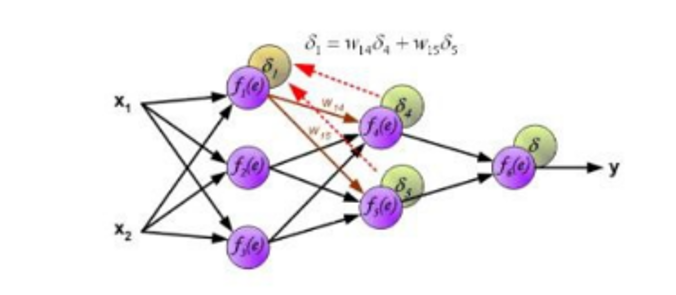 δ₁ = w₁₄δ₄ + w₁₅δ₅
δ₁
f₁(e)
x₁
w₁₄
δ₄
f₄(e)
w₁₅
δ
f₂(e)
f₆(e)
y
δ₅
f₅(e)
x₂
f₃(e)